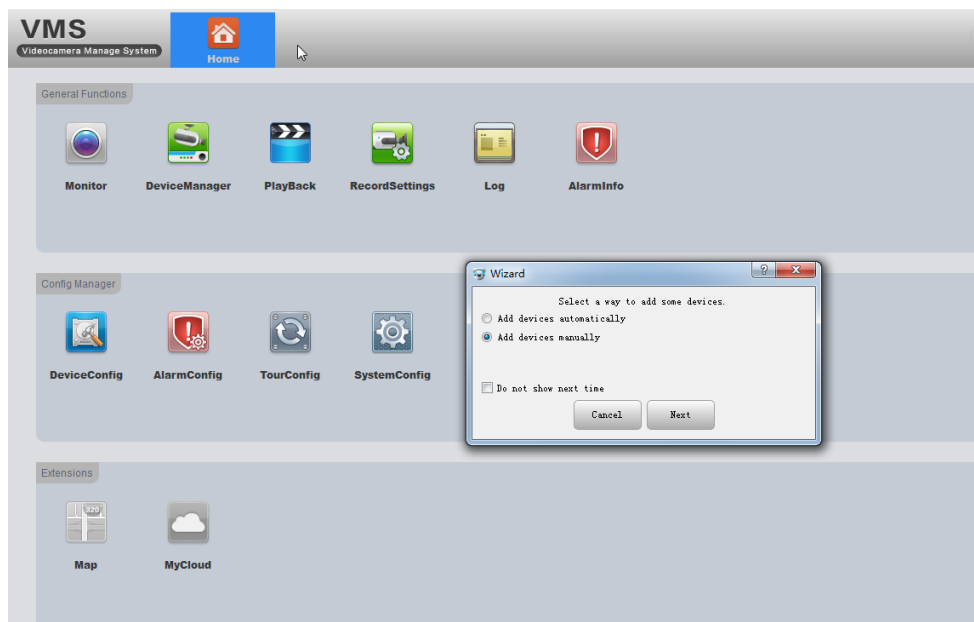 VMS
Videocamera Manage System
Home
General Functions
Monitor DeviceManager PlayBack RecordSettings Log AlarmInfo
Config Manager
Wizard
Select a way to add some devices.
Add devices automatically
Add devices manually
Do not show next time
Cancel Next
DeviceConfig AlarmConfig TourConfig SystemConfig
Extensions
320
Map MyCloud